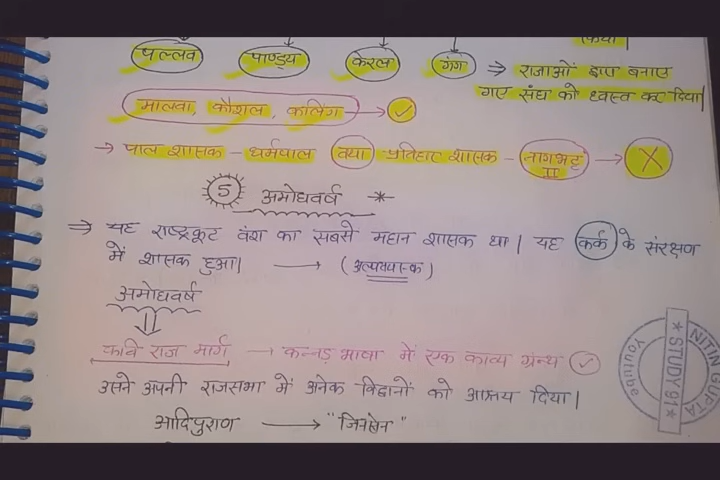 किया।
पल्लव पाण्ड्य केरल गंग ⇒ राजाओं द्वारा बनाए
गए संघ को ध्वस्त कर दिया।
मालवा, कौशल, कलिंग → ✓
→ पाल शासक - धर्मपाल तथा प्रतिहार शासक - नागभट्ट II → X
5 अमोघवर्ष *
⇒ यह राष्ट्रकूट वंश का सबसे महान शासक था। यह कर्क के संरक्षण
में शासक हुआ। → (अल्पवयस्क)
अमोघवर्ष
⇓
कवि राज मार्ग → कन्नड़ भाषा में एक काव्य ग्रन्थ ✓
उसने अपनी राजसभा में अनेक विद्वानों को आश्रय दिया।
आदिपुराण → "जिनसेन"
NITIN GUPTA
★ STUDY 91 ★
Youtube